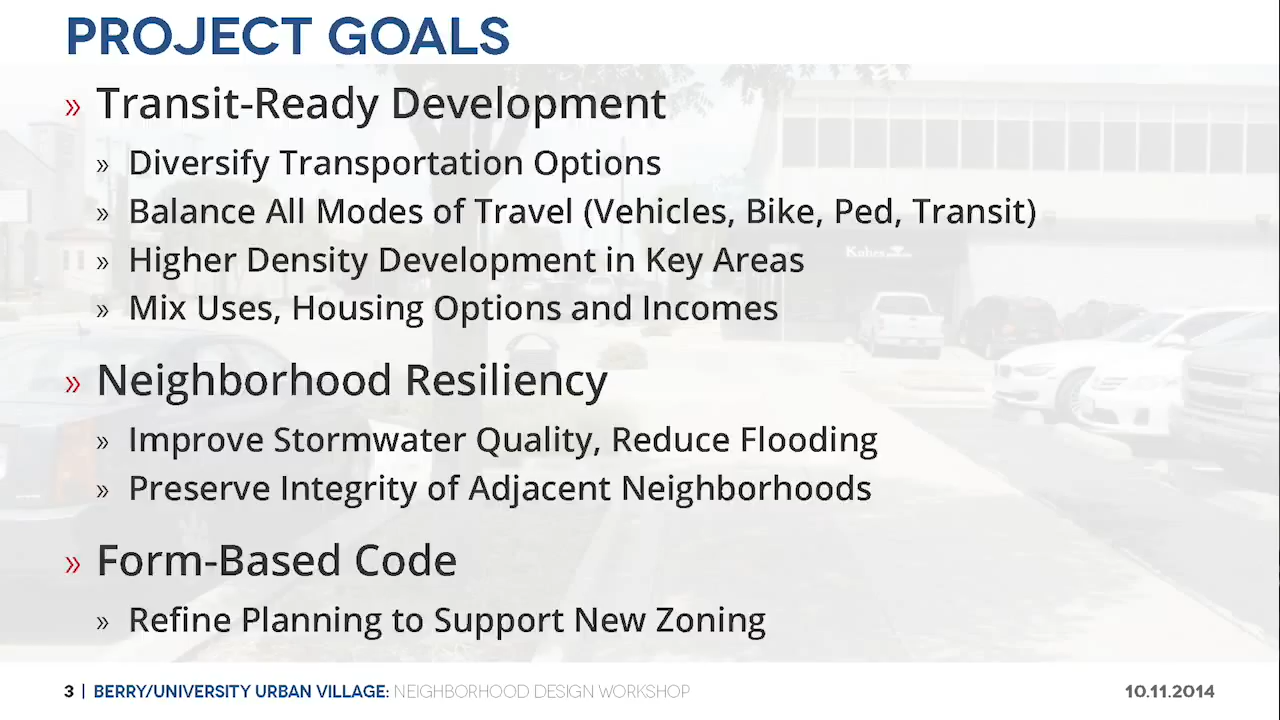 PROJECT GOALS
» Transit-Ready Development
» Diversify Transportation Options
» Balance All Modes of Travel (Vehicles, Bike, Ped, Transit)
» Higher Density Development in Key Areas
» Mix Uses, Housing Options and Incomes
» Neighborhood Resiliency
» Improve Stormwater Quality, Reduce Flooding
» Preserve Integrity of Adjacent Neighborhoods
» Form-Based Code
» Refine Planning to Support New Zoning
3 | BERRY/UNIVERSITY URBAN VILLAGE: NEIGHBORHOOD DESIGN WORKSHOP 10.11.2014